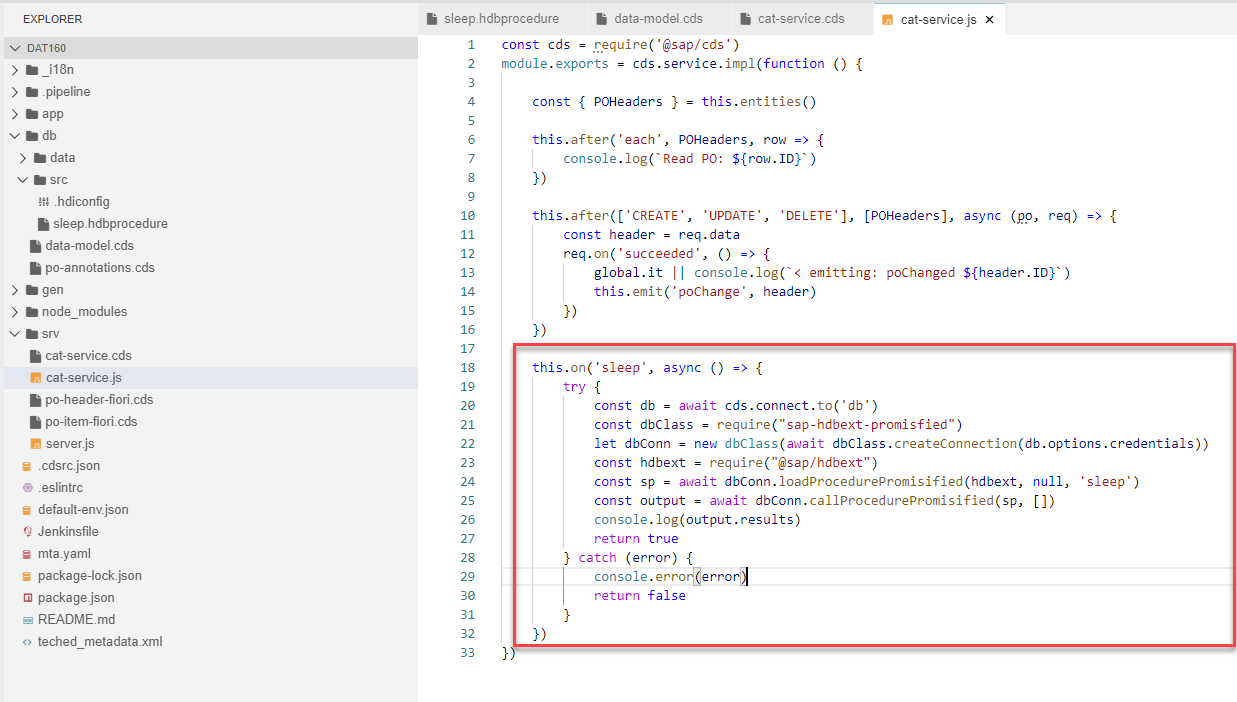 EXPLORER
DAT160
_i18n
.pipeline
app
db
data
src
.hdiconfig
sleep.hdbprocedure
data-model.cds
po-annotations.cds
gen
node_modules
srv
cat-service.cds
cat-service.js
po-header-fiori.cds
po-item-fiori.cds
server.js
.cdsrc.json
.eslintrc
default-env.json
Jenkinsfile
mta.yaml
package-lock.json
package.json
README.md
teched_metadata.xml
sleep.hdbprocedure data-model.cds cat-service.cds cat-service.js
1 const cds = require('@sap/cds')
2 module.exports = cds.service.impl(function () {
3
4 const { POHeaders } = this.entities()
5
6 this.after('each', POHeaders, row => {
7 console.log(`Read PO: ${row.ID}`)
8 })
9
10 this.after(['CREATE', 'UPDATE', 'DELETE'], [POHeaders], async (po, req) => {
11 const header = req.data
12 req.on('succeeded', () => {
13 global.it || console.log(`< emitting: poChanged ${header.ID}`)
14 this.emit('poChange', header)
15 })
16 })
17
18 this.on('sleep', async () => {
19 try {
20 const db = await cds.connect.to('db')
21 const dbClass = require("sap-hdbext-promisfied")
22 let dbConn = new dbClass(await dbClass.createConnection(db.options.credentials))
23 const hdbext = require("@sap/hdbext")
24 const sp = await dbConn.loadProcedurePromisified(hdbext, null, 'sleep')
25 const output = await dbConn.callProcedurePromisified(sp, [])
26 console.log(output.results)
27 return true
28 } catch (error) {
29 console.error(error)
30 return false
31 }
32 })
33 })